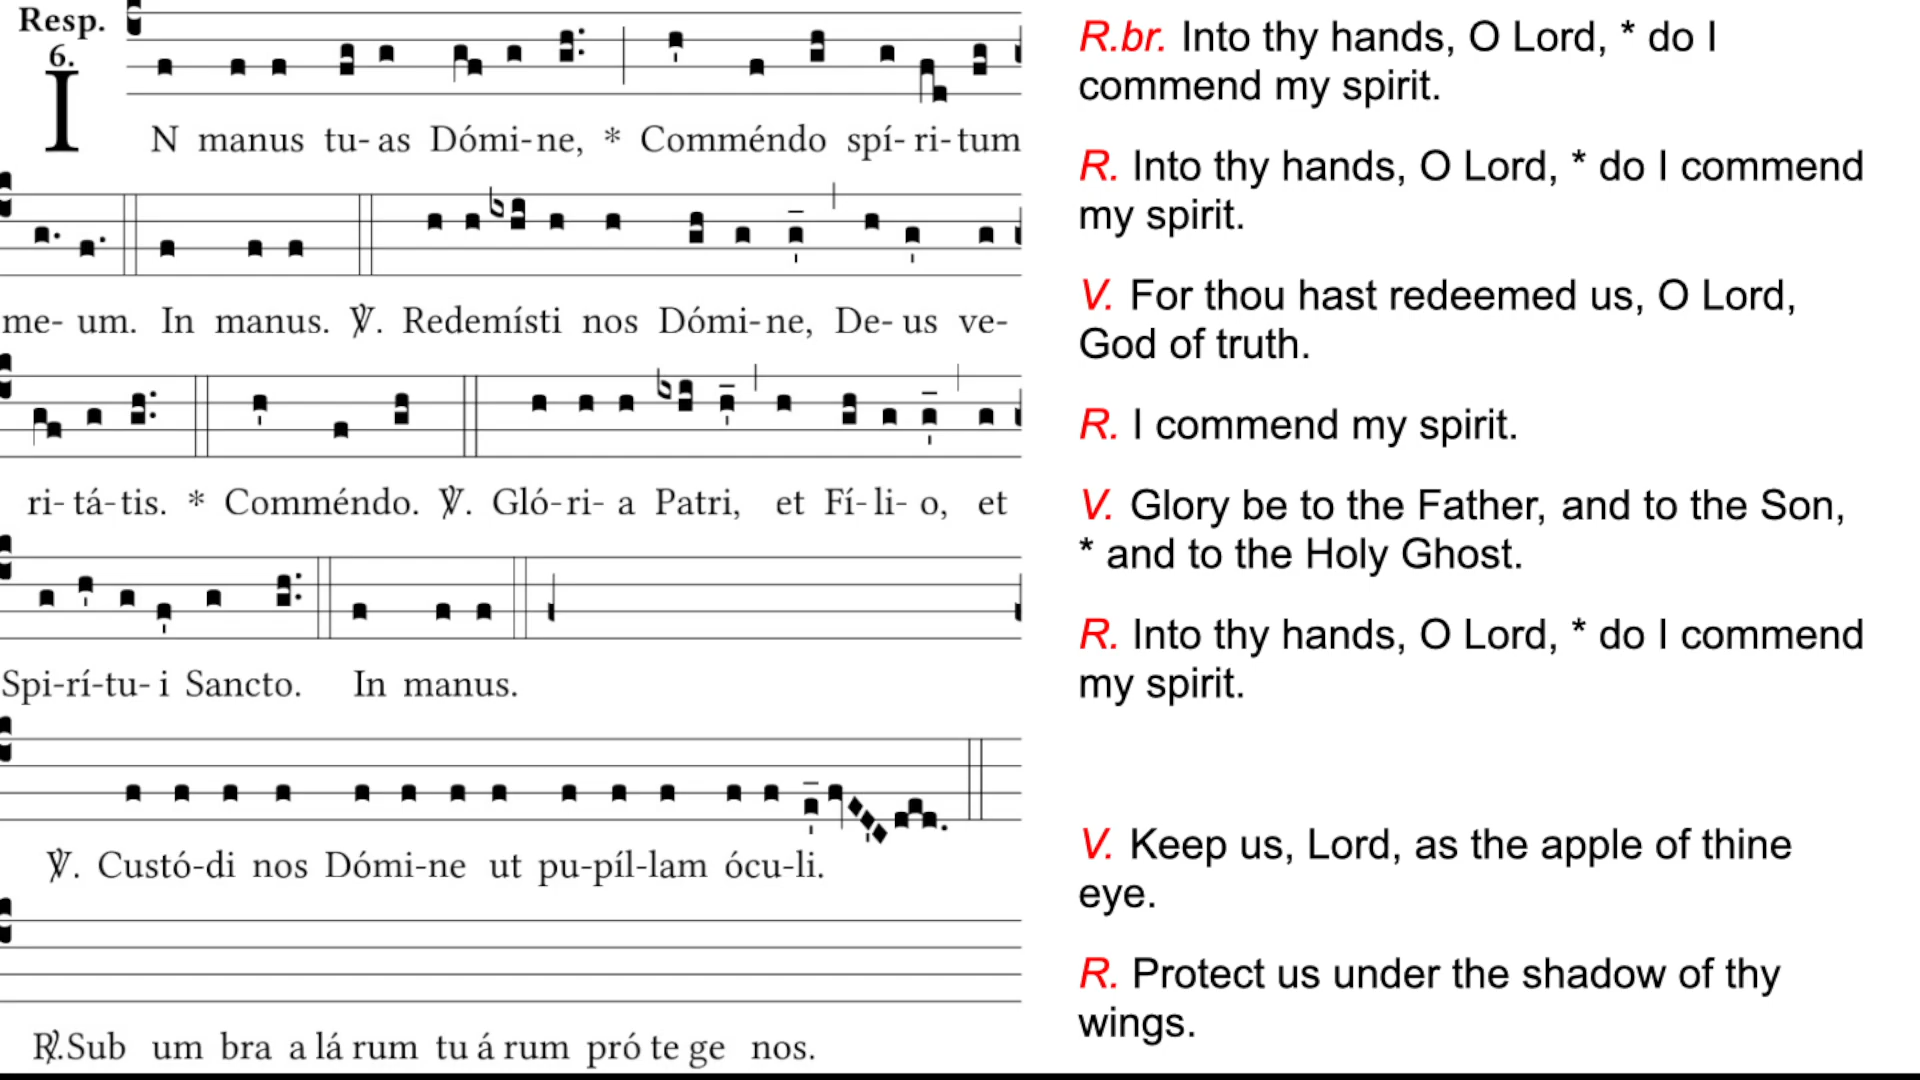 Resp.
6.
IN manus tu- as Dómi-ne, * Comméndo spí- ri-tum
me- um. In manus. ℣. Redemísti nos Dómi-ne, De- us ve-
ri- tá-tis. * Comméndo. ℣. Gló-ri- a Patri, et Fí-li- o, et
Spi-rí-tu- i Sancto. In manus.
℣. Custó-di nos Dómi-ne ut pu-píl-lam ócu-li.
℟.Sub um bra a lá rum tu á rum pró te ge nos.
R.br. Into thy hands, O Lord, * do I
commend my spirit.
R. Into thy hands, O Lord, * do I commend
my spirit.
V. For thou hast redeemed us, O Lord,
God of truth.
R. I commend my spirit.
V. Glory be to the Father, and to the Son,
* and to the Holy Ghost.
R. Into thy hands, O Lord, * do I commend
my spirit.
V. Keep us, Lord, as the apple of thine
eye.
R. Protect us under the shadow of thy
wings.